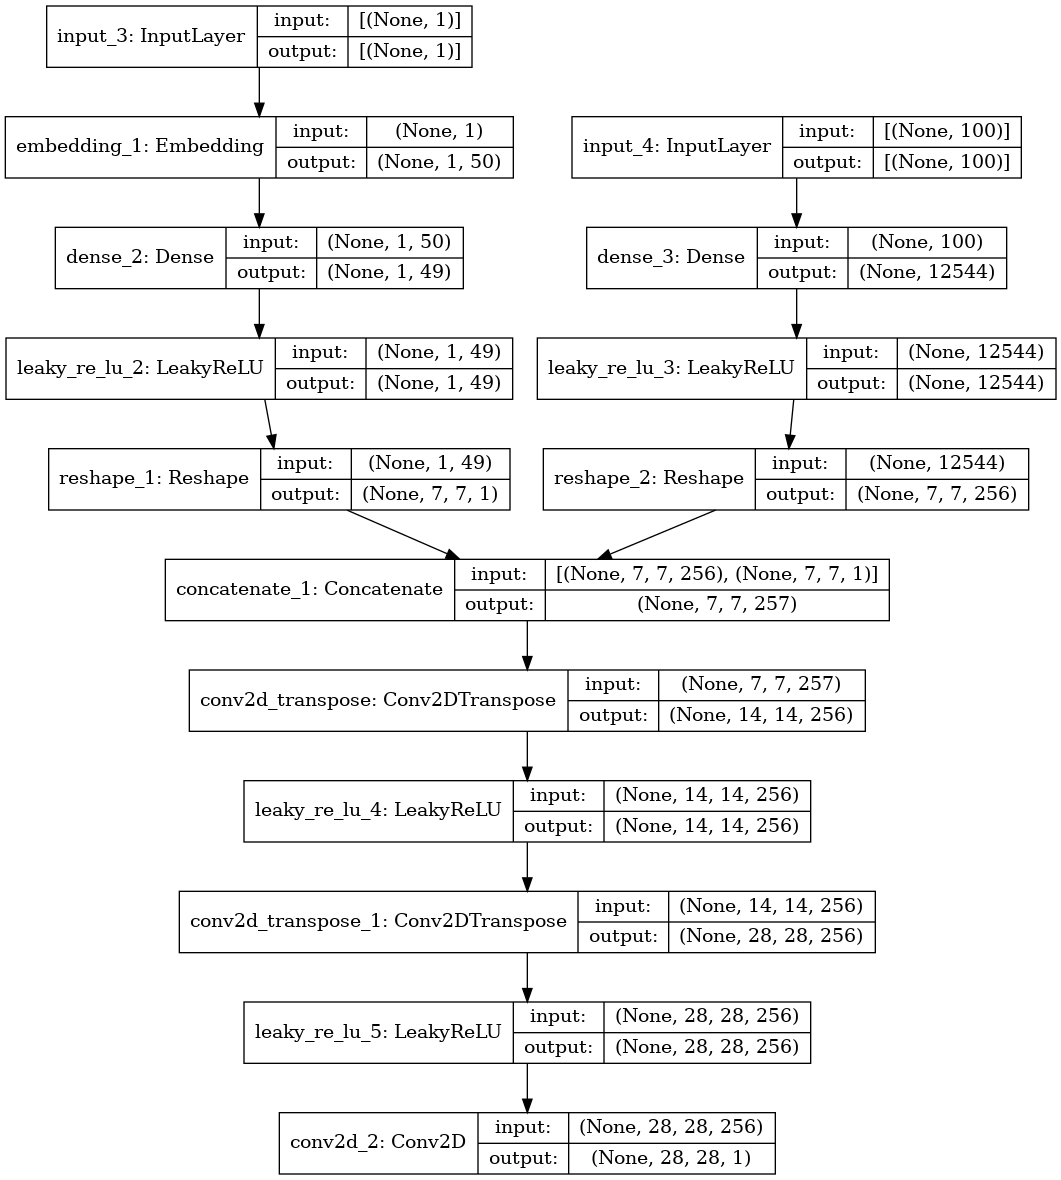 input_3: InputLayer
input:
[(None, 1)]
output:
[(None, 1)]
embedding_1: Embedding
input:
(None, 1)
output:
(None, 1, 50)
input_4: InputLayer
input:
[(None, 100)]
output:
[(None, 100)]
dense_2: Dense
input:
(None, 1, 50)
output:
(None, 1, 49)
dense_3: Dense
input:
(None, 100)
output:
(None, 12544)
leaky_re_lu_2: LeakyReLU
input:
(None, 1, 49)
output:
(None, 1, 49)
leaky_re_lu_3: LeakyReLU
input:
(None, 12544)
output:
(None, 12544)
reshape_1: Reshape
input:
(None, 1, 49)
output:
(None, 7, 7, 1)
reshape_2: Reshape
input:
(None, 12544)
output:
(None, 7, 7, 256)
concatenate_1: Concatenate
input:
[(None, 7, 7, 256), (None, 7, 7, 1)]
output:
(None, 7, 7, 257)
conv2d_transpose: Conv2DTranspose
input:
(None, 7, 7, 257)
output:
(None, 14, 14, 256)
leaky_re_lu_4: LeakyReLU
input:
(None, 14, 14, 256)
output:
(None, 14, 14, 256)
conv2d_transpose_1: Conv2DTranspose
input:
(None, 14, 14, 256)
output:
(None, 28, 28, 256)
leaky_re_lu_5: LeakyReLU
input:
(None, 28, 28, 256)
output:
(None, 28, 28, 256)
conv2d_2: Conv2D
input:
(None, 28, 28, 256)
output:
(None, 28, 28, 1)